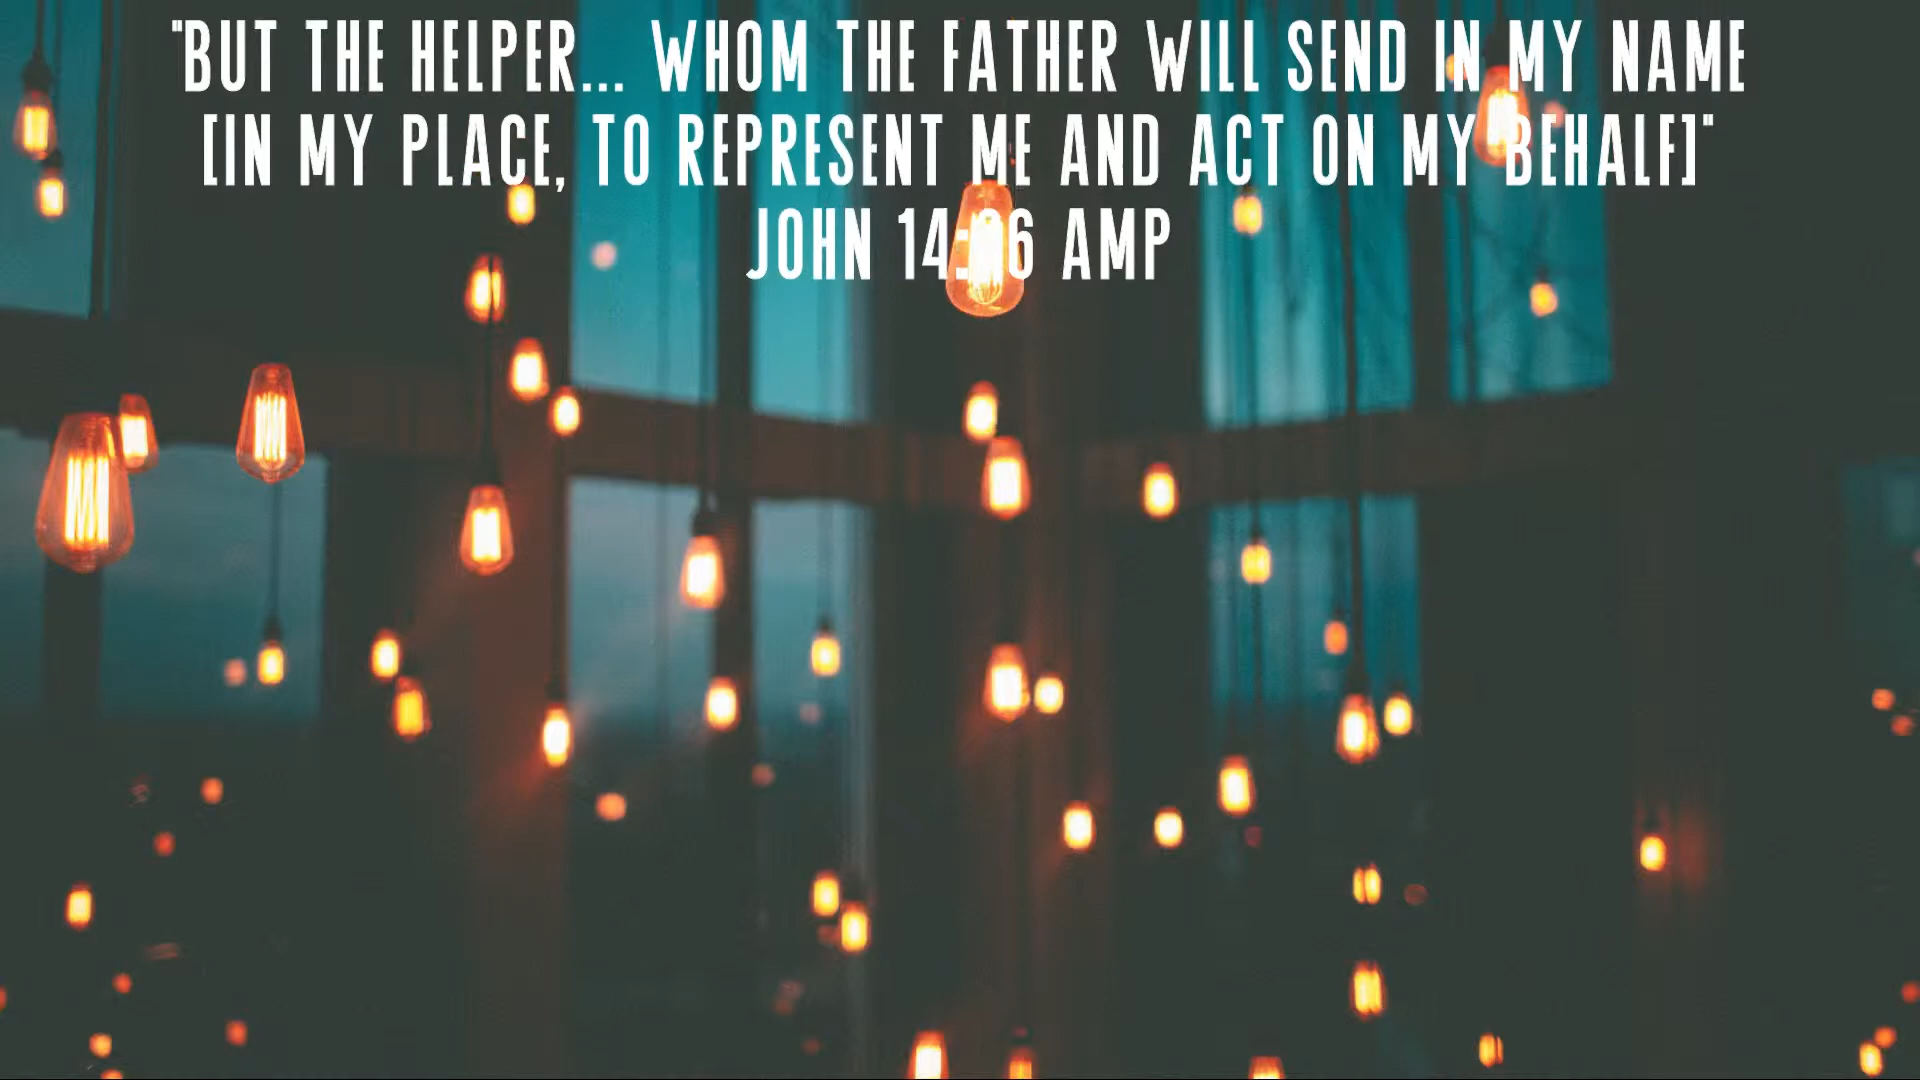 "BUT THE HELPER... WHOM THE FATHER WILL SEND IN MY NAME
[IN MY PLACE, TO REPRESENT ME AND ACT ON MY BEHALF]"
JOHN 14:26 AMP